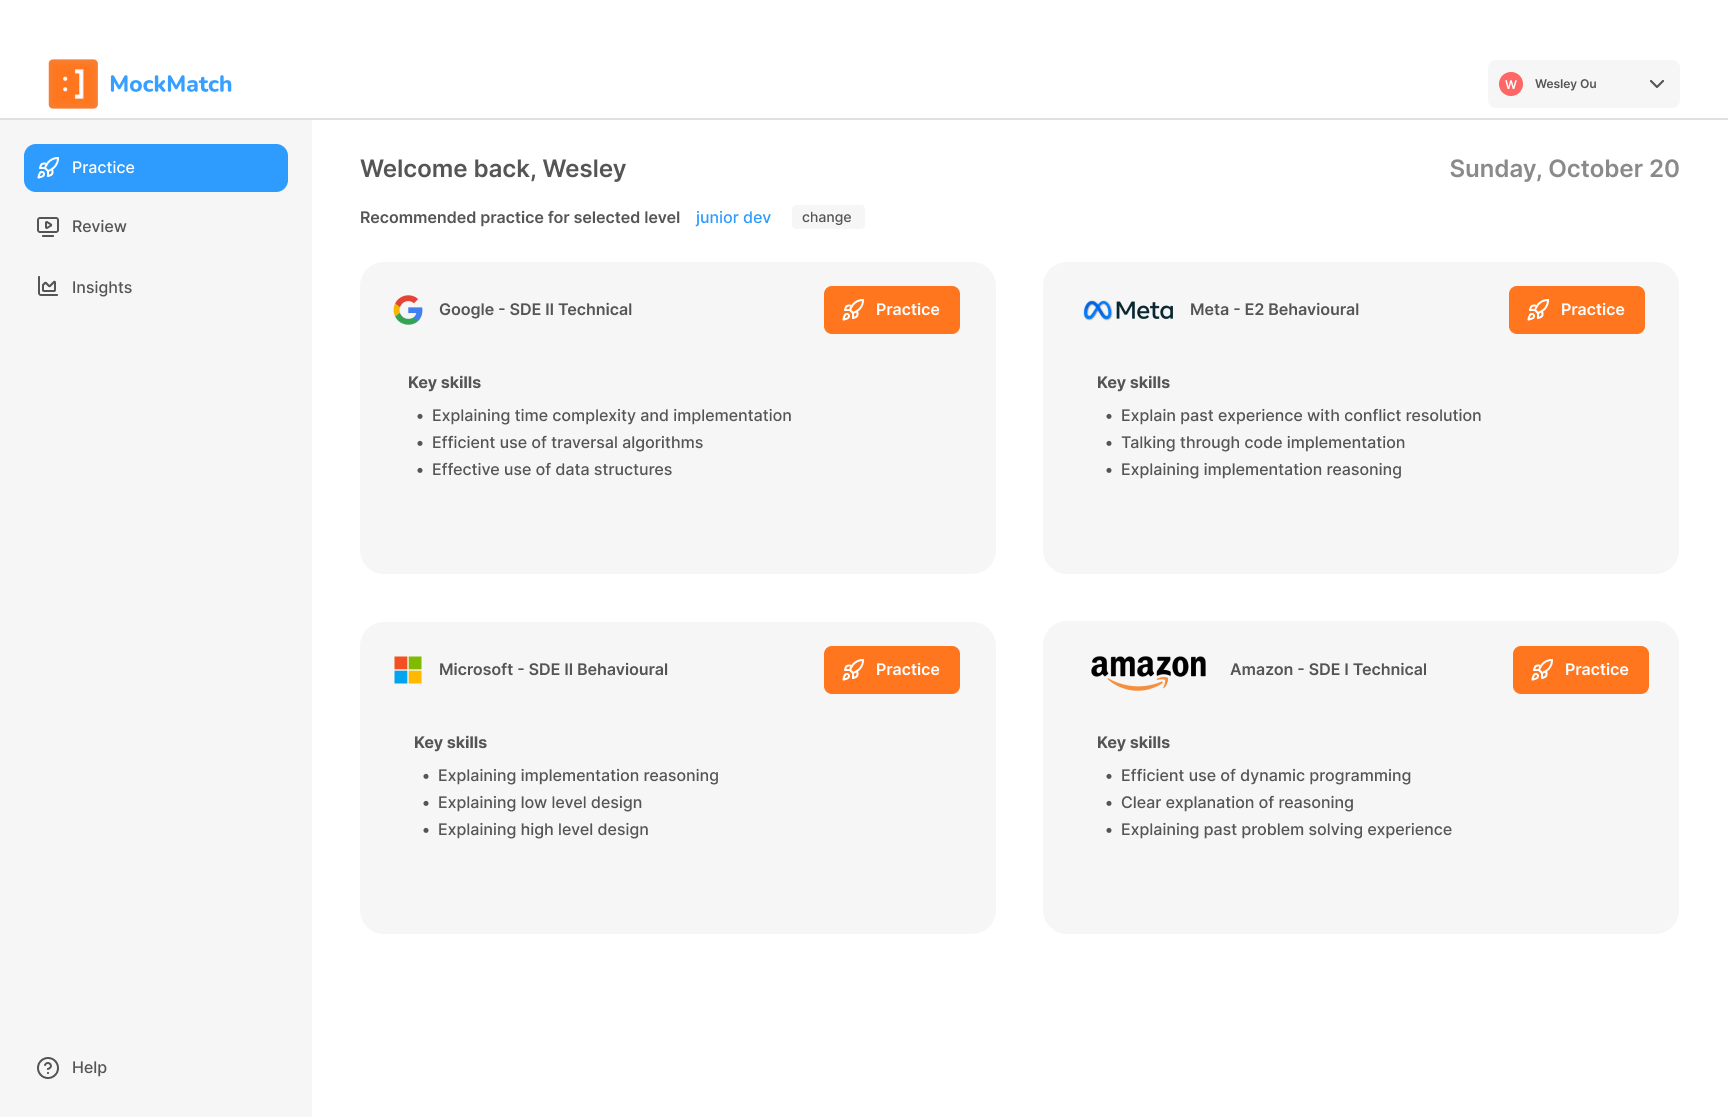 :] MockMatch
W Wesley Ou
Practice
Review
Insights
Help
Welcome back, Wesley
Sunday, October 20
Recommended practice for selected level junior dev change
Google - SDE II Technical
Practice
Key skills
• Explaining time complexity and implementation
• Efficient use of traversal algorithms
• Effective use of data structures
Meta Meta - E2 Behavioural
Practice
Key skills
• Explain past experience with conflict resolution
• Talking through code implementation
• Explaining implementation reasoning
Microsoft - SDE II Behavioural
Practice
Key skills
• Explaining implementation reasoning
• Explaining low level design
• Explaining high level design
amazon Amazon - SDE I Technical
Practice
Key skills
• Efficient use of dynamic programming
• Clear explanation of reasoning
• Explaining past problem solving experience